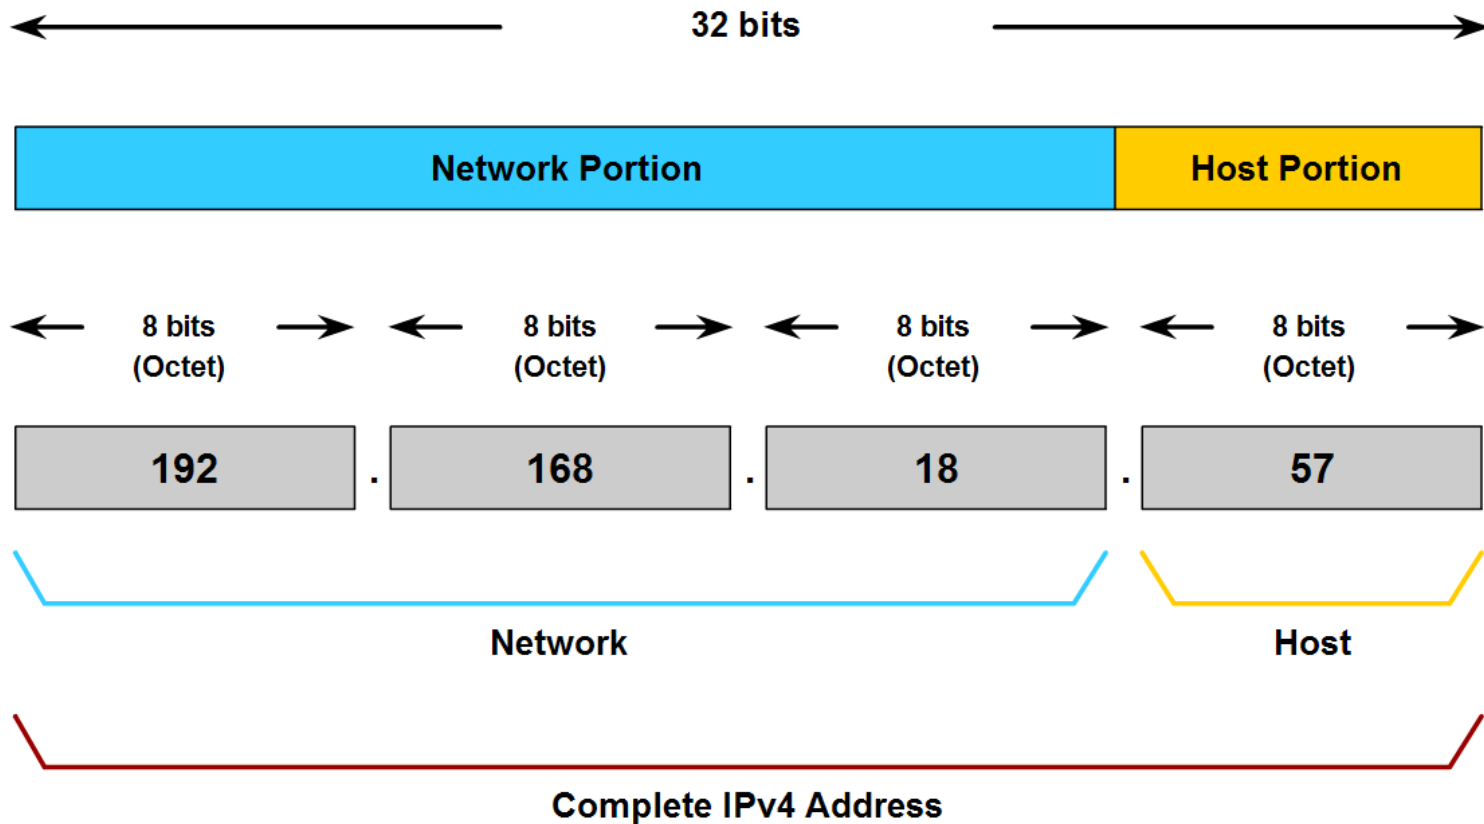 32 bits
Network Portion Host Portion
8 bits 8 bits 8 bits 8 bits
(Octet) (Octet) (Octet) (Octet)
192 . 168 . 18 . 57
Network Host
Complete IPv4 Address